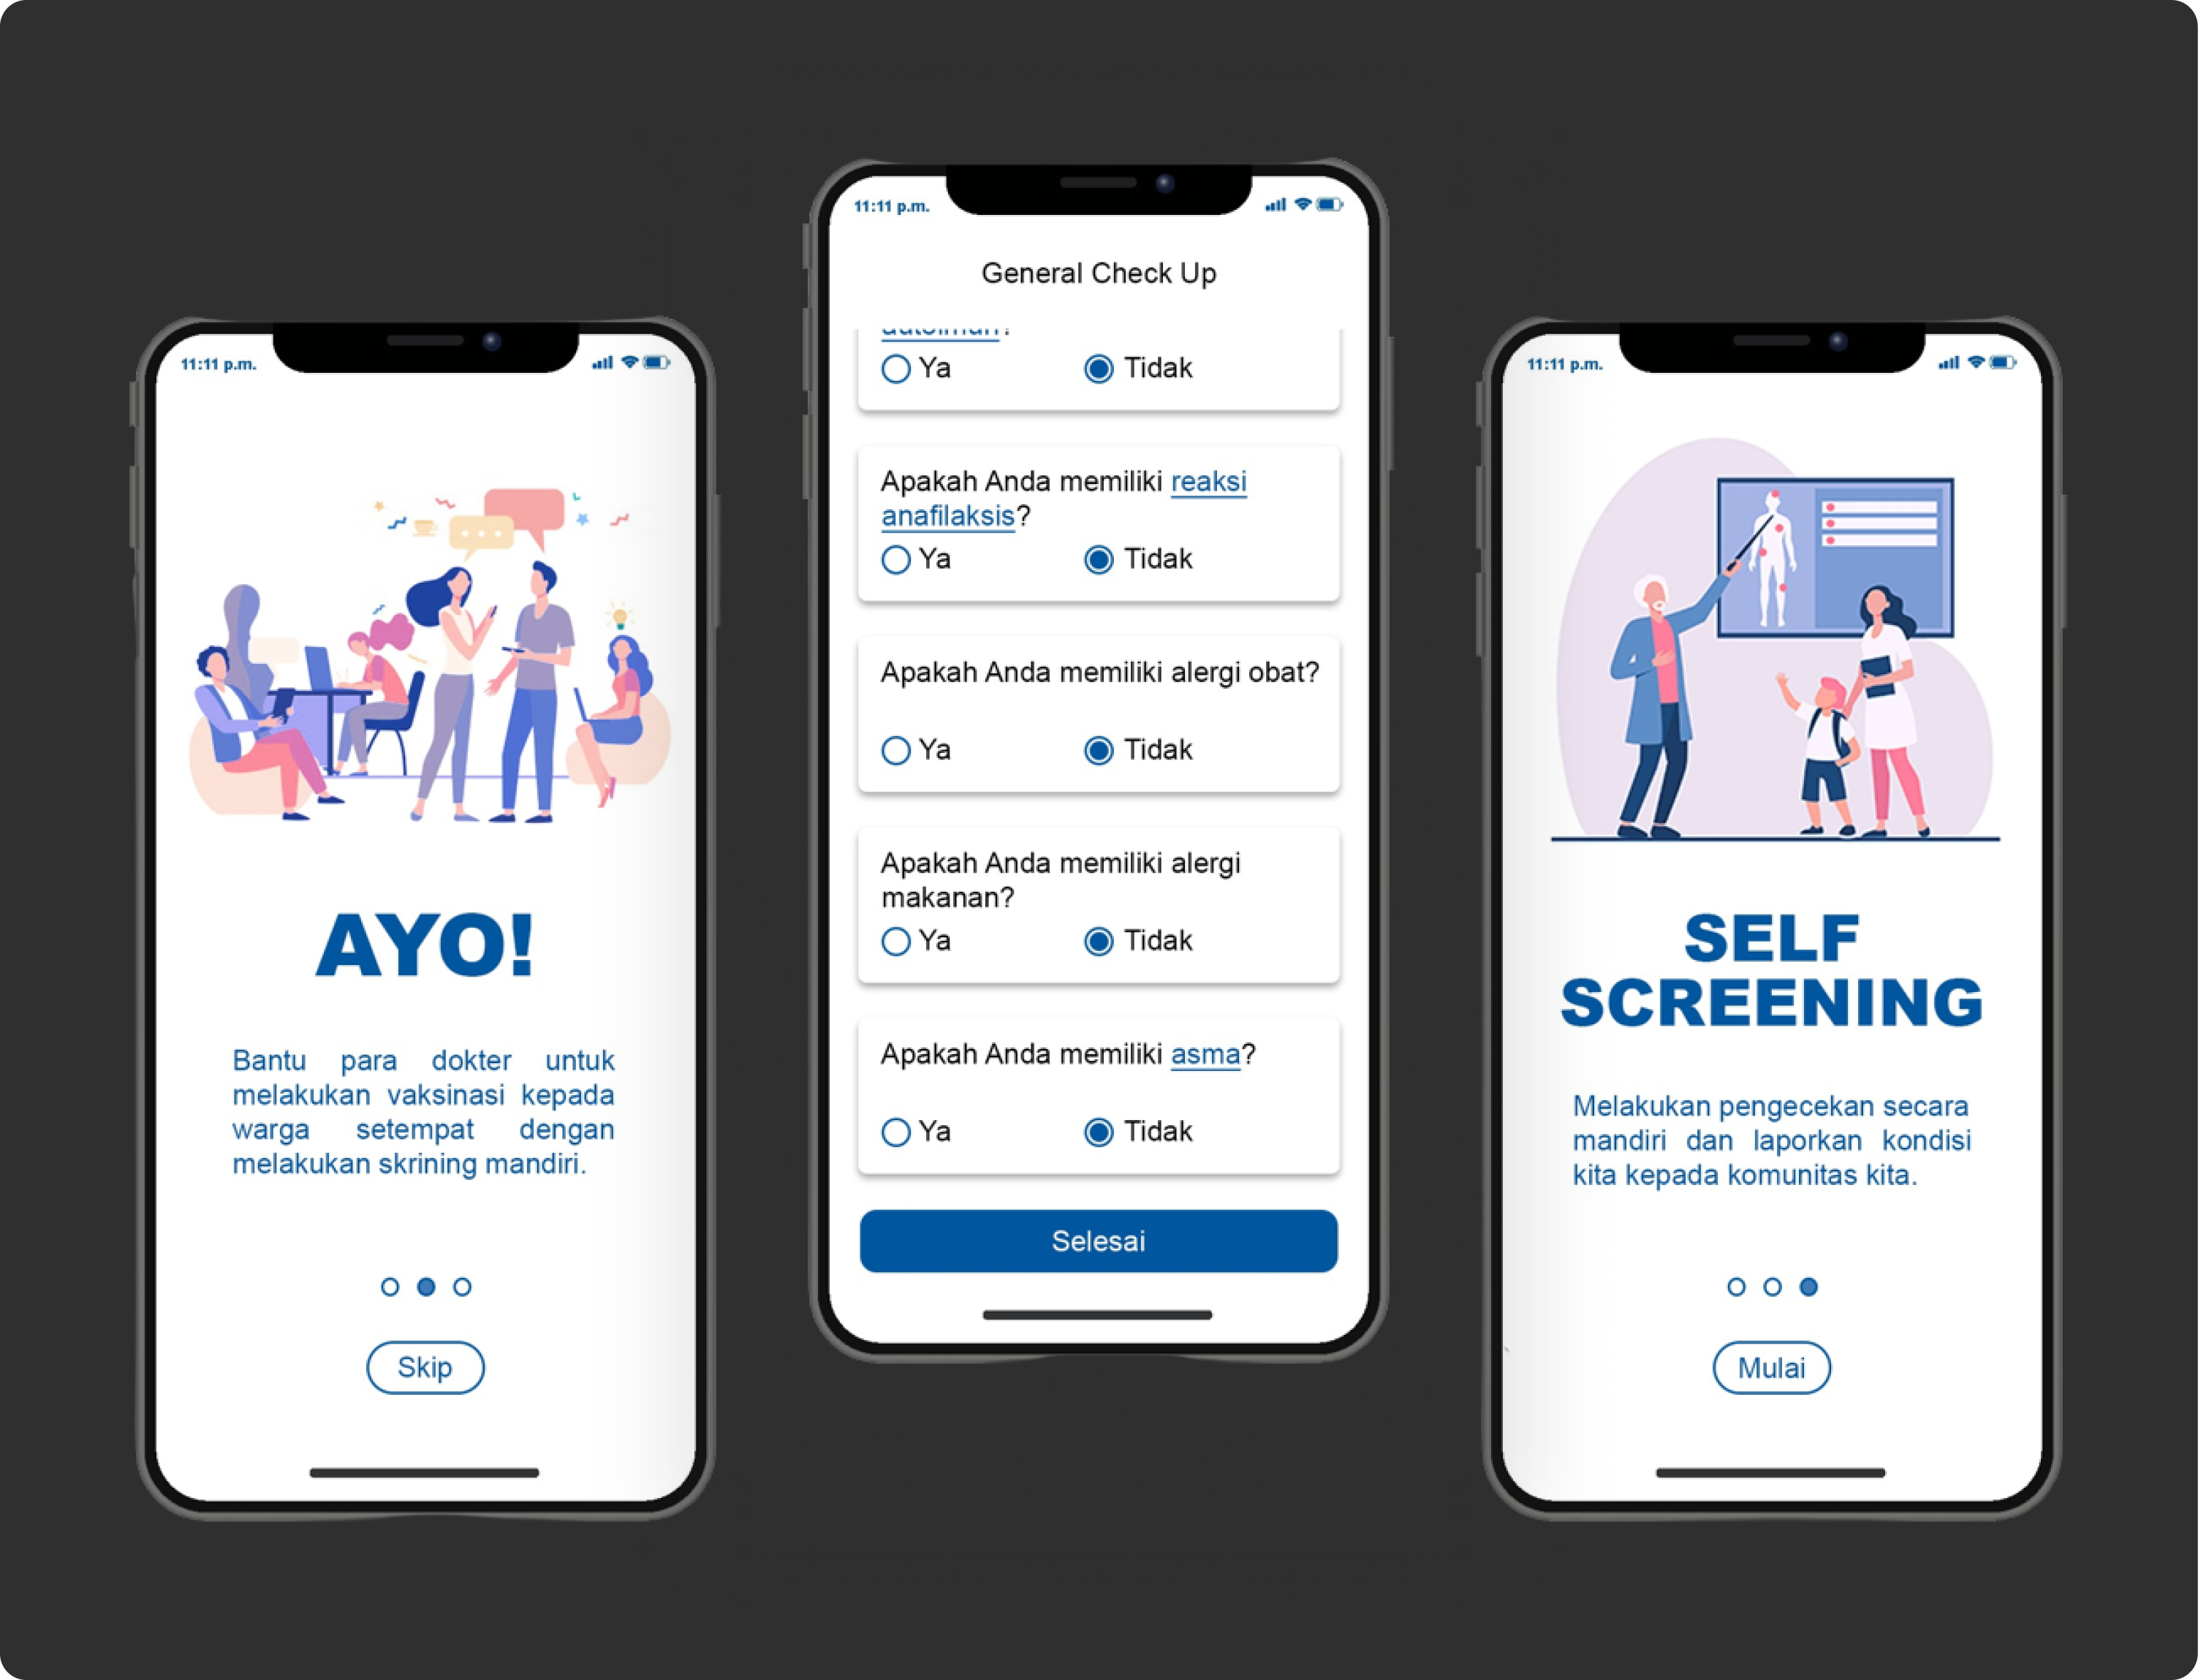 11:11 p.m.
AYO!
Bantu para dokter untuk
melakukan vaksinasi kepada
warga setempat dengan
melakukan skrining mandiri.
Skip
11:11 p.m.
General Check Up
Ya
Tidak
Apakah Anda memiliki reaksi
anafilaksis?
Ya
Tidak
Apakah Anda memiliki alergi obat?
Ya
Tidak
Apakah Anda memiliki alergi
makanan?
Ya
Tidak
Apakah Anda memiliki asma?
Ya
Tidak
Selesai
11:11 p.m.
SELF
SCREENING
Melakukan pengecekan secara
mandiri dan laporkan kondisi
kita kepada komunitas kita.
Mulai